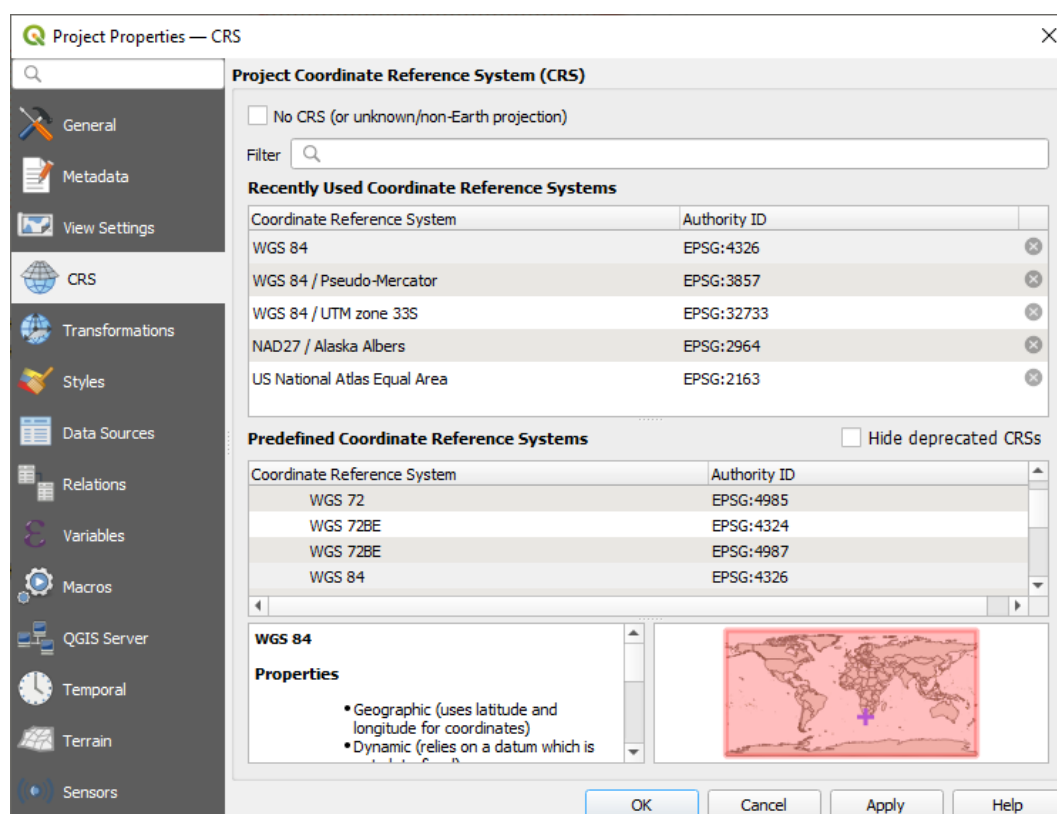 Project Properties — CRS
Project Coordinate Reference System (CRS)
General
Metadata
View Settings
CRS
Transformations
Styles
Data Sources
Relations
Variables
Macros
QGIS Server
Temporal
Terrain
Sensors
No CRS (or unknown/non-Earth projection)
Filter
Recently Used Coordinate Reference Systems
Coordinate Reference System Authority ID
WGS 84 EPSG:4326
WGS 84 / Pseudo-Mercator EPSG:3857
WGS 84 / UTM zone 33S EPSG:32733
NAD27 / Alaska Albers EPSG:2964
US National Atlas Equal Area EPSG:2163
Predefined Coordinate Reference Systems Hide deprecated CRSs
Coordinate Reference System Authority ID
WGS 72 EPSG:4985
WGS 72BE EPSG:4324
WGS 72BE EPSG:4987
WGS 84 EPSG:4326
WGS 84
Properties
• Geographic (uses latitude and
longitude for coordinates)
• Dynamic (relies on a datum which is
OK Cancel Apply Help